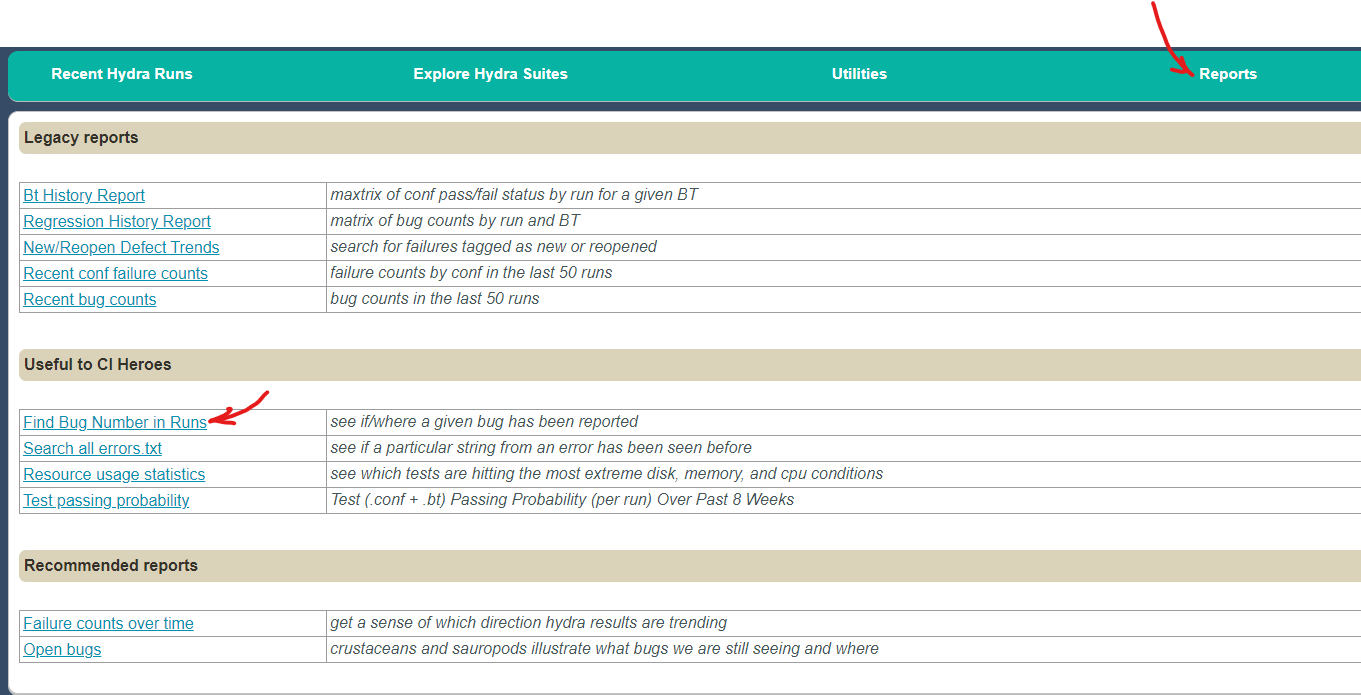 Recent Hydra Runs Explore Hydra Suites Utilities Reports
Legacy reports
Bt History Report maxtrix of conf pass/fail status by run for a given BT
Regression History Report matrix of bug counts by run and BT
New/Reopen Defect Trends search for failures tagged as new or reopened
Recent conf failure counts failure counts by conf in the last 50 runs
Recent bug counts bug counts in the last 50 runs
Useful to CI Heroes
Find Bug Number in Runs see if/where a given bug has been reported
Search all errors.txt see if a particular string from an error has been seen before
Resource usage statistics see which tests are hitting the most extreme disk, memory, and cpu conditions
Test passing probability Test (.conf + .bt) Passing Probability (per run) Over Past 8 Weeks
Recommended reports
Failure counts over time get a sense of which direction hydra results are trending
Open bugs crustaceans and sauropods illustrate what bugs we are still seeing and where